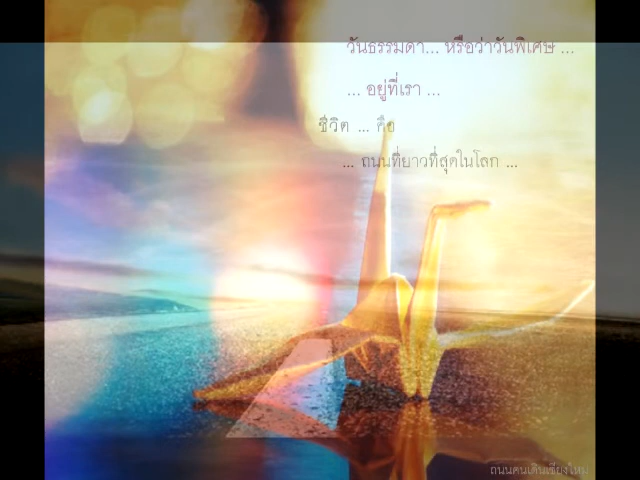 วันธรรมดา... หรือว่าวันพิเศษ ...
... อยู่ที่เรา ...
ชีวิต ... คือ
... ถนนที่ยาวที่สุดในโลก ...
ถนนคนเดินเชียงใหม่